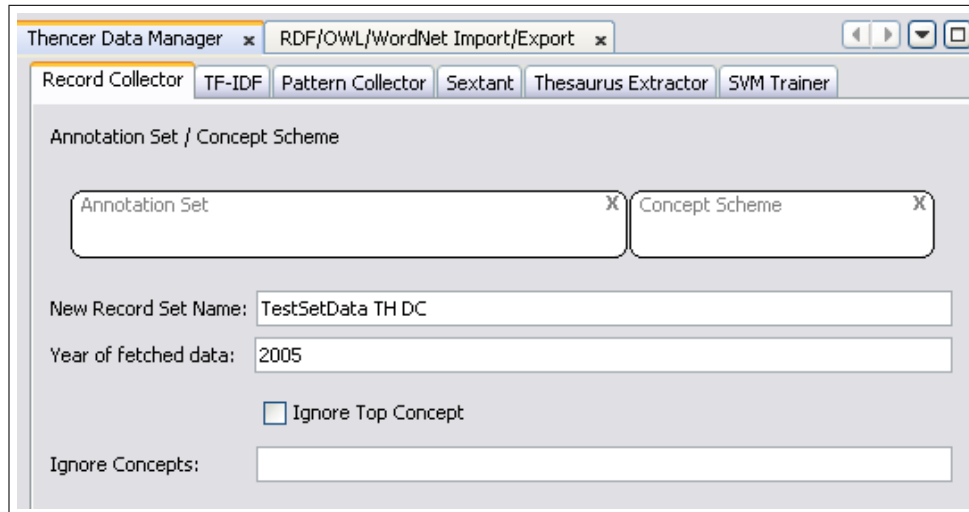 Thencer Data Manager x RDF/OWL/WordNet Import/Export x
Record Collector TF-IDF Pattern Collector Sextant Thesaurus Extractor SVM Trainer
Annotation Set / Concept Scheme
Annotation Set X Concept Scheme X
New Record Set Name: TestSetData TH DC
Year of fetched data: 2005
Ignore Top Concept
Ignore Concepts: